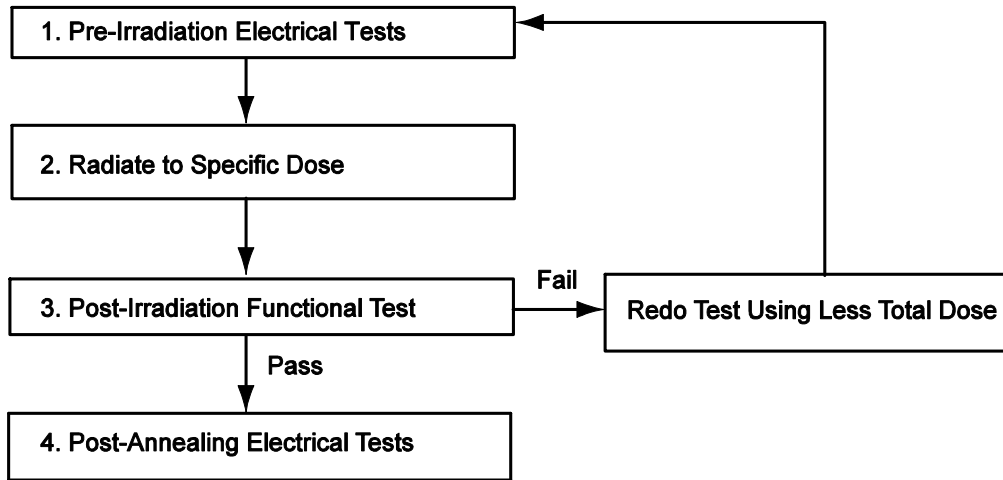 1. Pre-Irradiation Electrical Tests
2. Radiate to Specific Dose
3. Post-Irradiation Functional Test
Fail
Redo Test Using Less Total Dose
Pass
4. Post-Annealing Electrical Tests